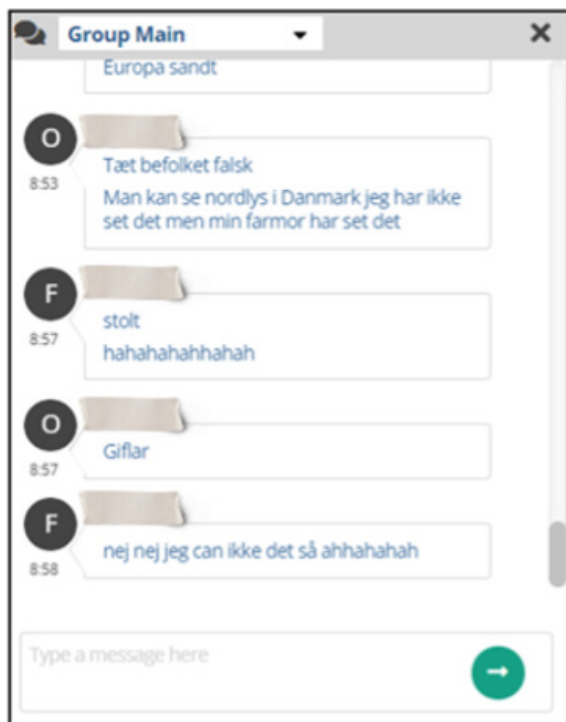 Group Main
Europa sandt
O
8:53
Tæt befolket falsk
Man kan se nordlys i Danmark jeg har ikke
set det men min farmor har set det
F
8:57
stolt
hahahahahhahah
O
8:57
Giflar
F
8:58
nej nej jeg can ikke det så ahhahahah
Type a message here